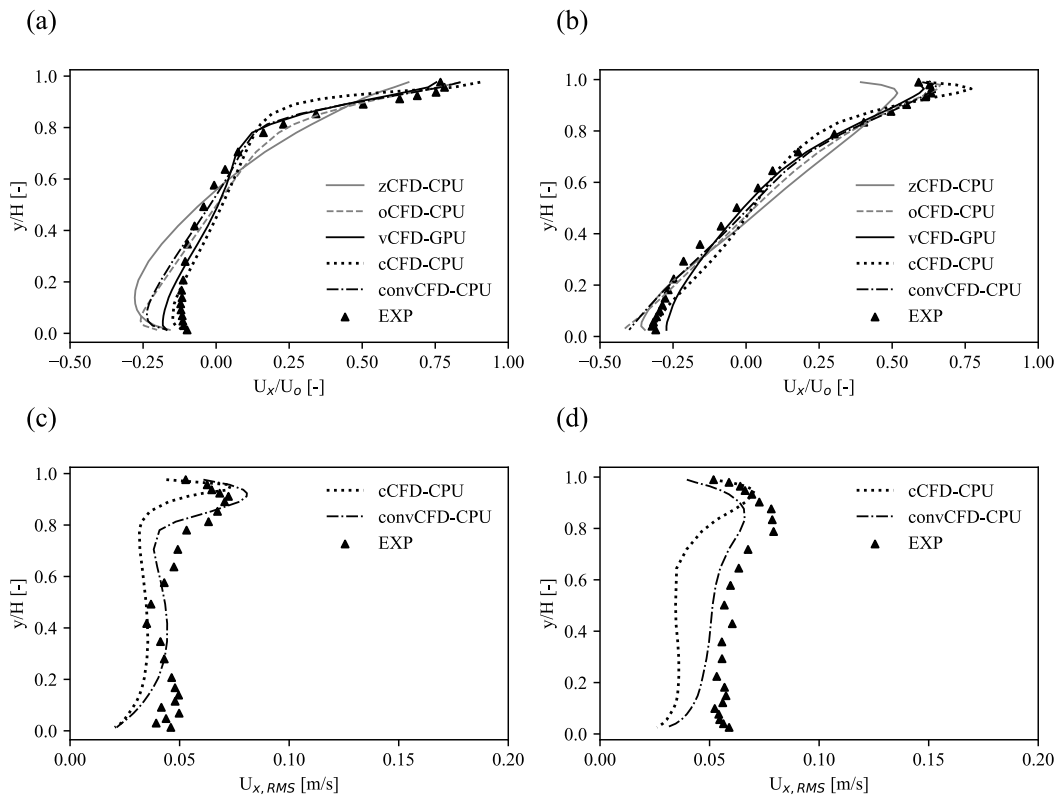 (a)
1.0
0.8
0.6
0.4
0.2
0.0
y/H [-]
zCFD-CPU
oCFD-CPU
vCFD-GPU
cCFD-CPU
convCFD-CPU
EXP
−0.50 −0.25 0.00 0.25 0.50 0.75 1.00
Uₓ/Uₒ [-]
(b)
1.0
0.8
0.6
0.4
0.2
0.0
y/H [-]
zCFD-CPU
oCFD-CPU
vCFD-GPU
cCFD-CPU
convCFD-CPU
EXP
−0.50 −0.25 0.00 0.25 0.50 0.75 1.00
Uₓ/Uₒ [-]
(c)
1.0
0.8
0.6
0.4
0.2
0.0
y/H [-]
cCFD-CPU
convCFD-CPU
EXP
0.00 0.05 0.10 0.15 0.20
Ux, RMS [m/s]
(d)
1.0
0.8
0.6
0.4
0.2
0.0
y/H [-]
cCFD-CPU
convCFD-CPU
EXP
0.00 0.05 0.10 0.15 0.20
Ux, RMS [m/s]